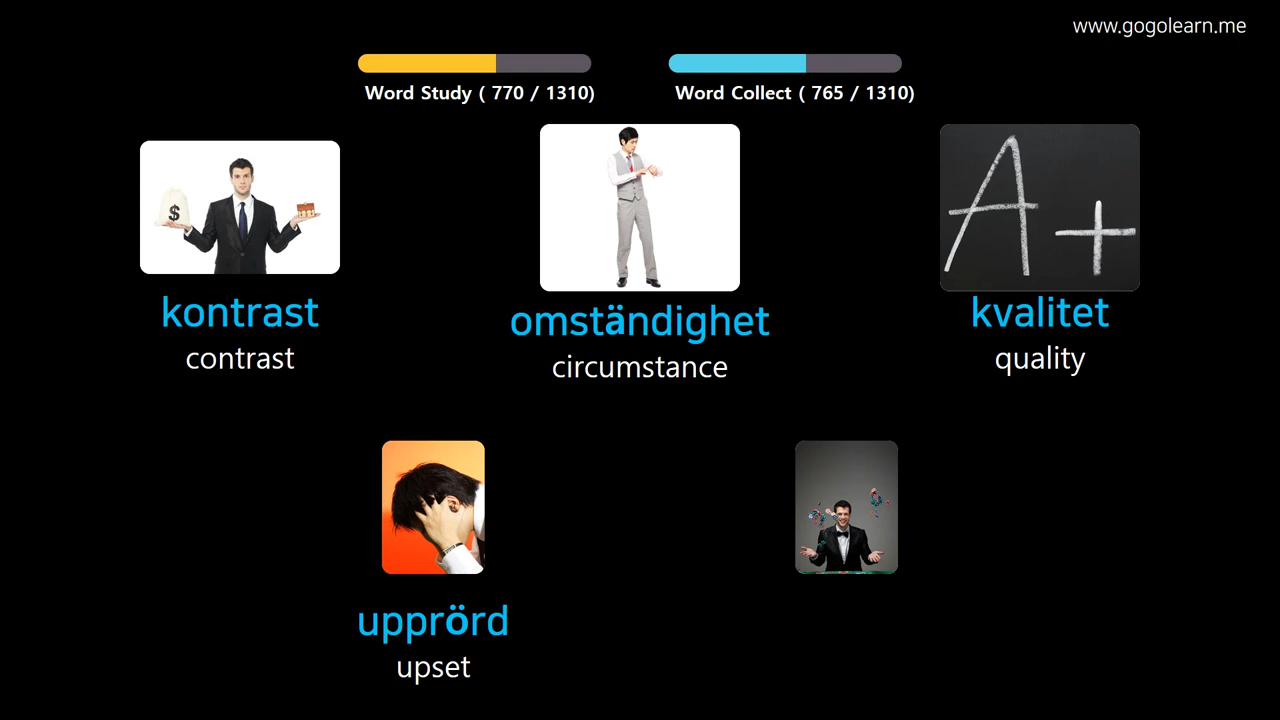 www.gogolearn.me
Word Study ( 770 / 1310)
Word Collect ( 765 / 1310)
$
A+
kontrast
contrast
omständighet
circumstance
kvalitet
quality
upprörd
upset